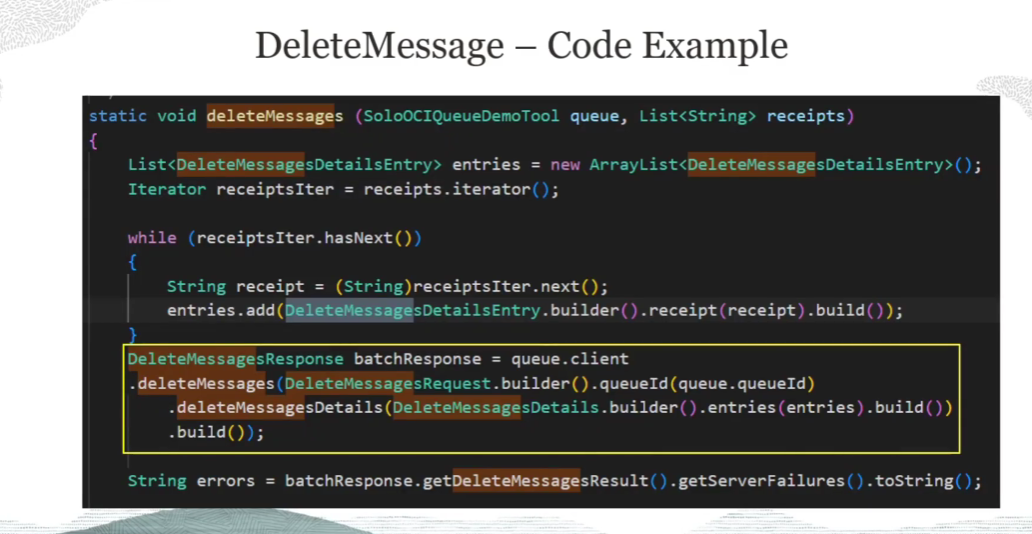 DeleteMessage – Code Example
static void deleteMessages (SoloOCIQueueDemoTool queue, List<String> receipts)
{
List<DeleteMessagesDetailsEntry> entries = new ArrayList<DeleteMessagesDetailsEntry>();
Iterator receiptsIter = receipts.iterator();
while (receiptsIter.hasNext())
{
String receipt = (String)receiptsIter.next();
entries.add(DeleteMessagesDetailsEntry.builder().receipt(receipt).build());
}
DeleteMessagesResponse batchResponse = queue.client
.deleteMessages(DeleteMessagesRequest.builder().queueId(queue.queueId)
.deleteMessagesDetails(DeleteMessagesDetails.builder().entries(entries).build())
.build());
String errors = batchResponse.getDeleteMessagesResult().getServerFailures().toString();